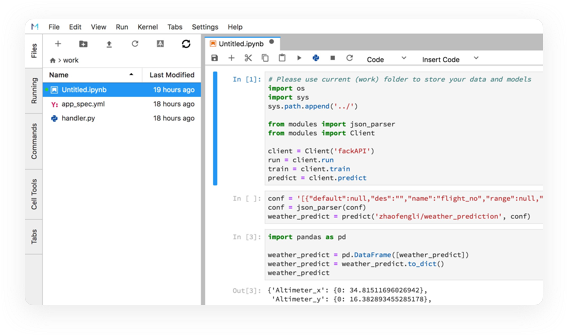 File Edit View Run Kernel Tabs Settings Help
Files
Running
Commands
Cell Tools
Tabs
> work
Name Last Modified
Untitled.ipynb 19 hours ago
Y: app_spec.yml 18 hours ago
handler.py 18 hours ago
Untitled.ipynb
Code Insert Code
In [1]: # Please use current (work) folder to store your data and models
import os
import sys
sys.path.append('../')
from modules import json_parser
from modules import Client
client = Client('fackAPI')
run = client.run
train = client.train
predict = client.predict
In [ ]: conf = '[{"default":null,"des":"","name":"flight_no","range":null,"
conf = json_parser(conf)
weather_predict = predict('zhaofengli/weather_prediction', conf)
In [3]: import pandas as pd
weather_predict = pd.DataFrame([weather_predict])
weather_predict = weather_predict.to_dict()
weather_predict
Out[3]: {'Altimeter_x': {0: 34.81511696026942},
'Altimeter_y': {0: 16.382893455285178},